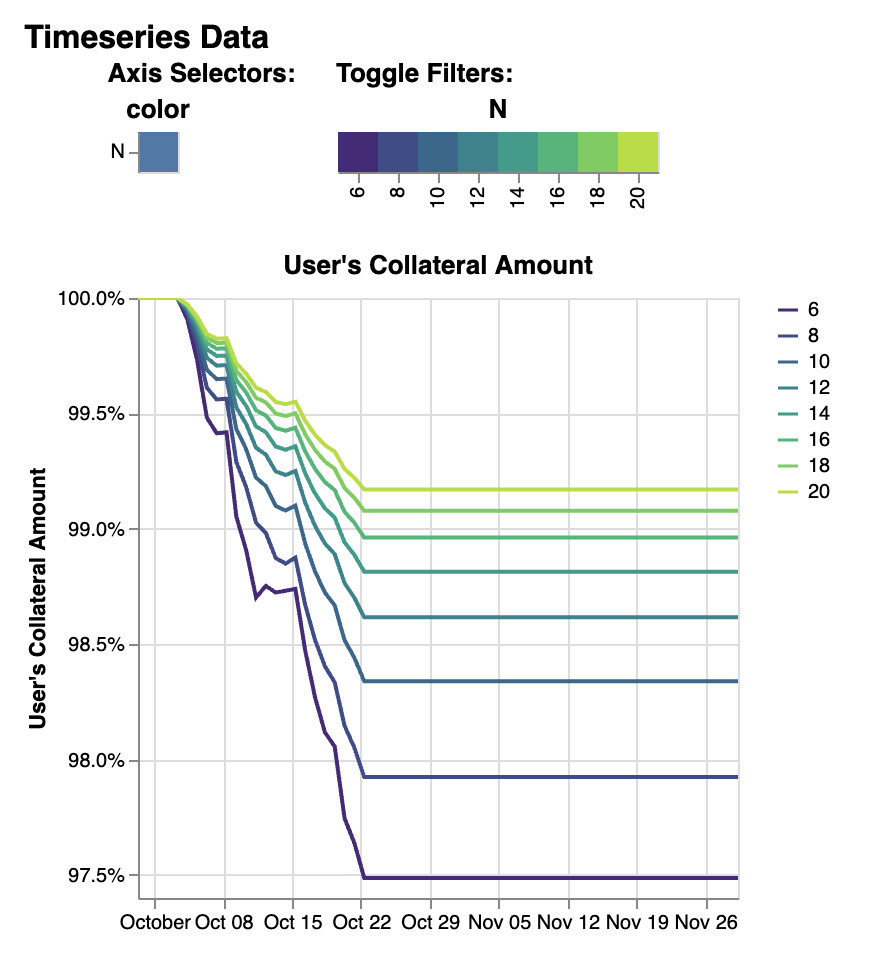 Timeseries Data
Axis Selectors: Toggle Filters:
color N
N
6 8 10 12 14 16 18 20
User's Collateral Amount
100.0%
99.5%
99.0%
98.5%
98.0%
97.5%
User's Collateral Amount
October Oct 08 Oct 15 Oct 22 Oct 29 Nov 05 Nov 12 Nov 19 Nov 26
6
8
10
12
14
16
18
20